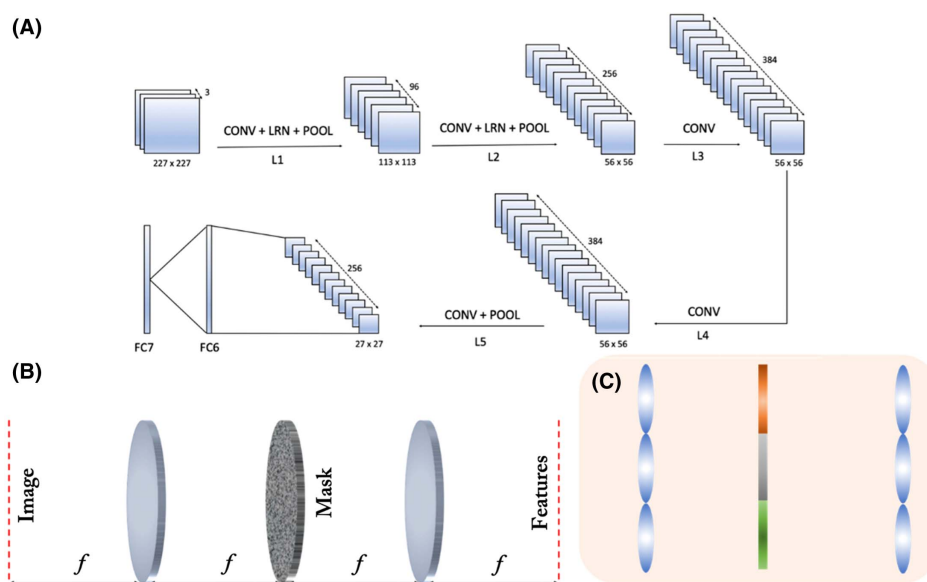 (A)
3
227 x 227
CONV + LRN + POOL
L1
96
113 x 113
CONV + LRN + POOL
L2
256
56 x 56
CONV
L3
384
56 x 56
CONV
L4
384
56 x 56
CONV + POOL
L5
256
27 x 27
FC6
FC7
(B)
Image
f
f
Mask
f
f
Features
(C)